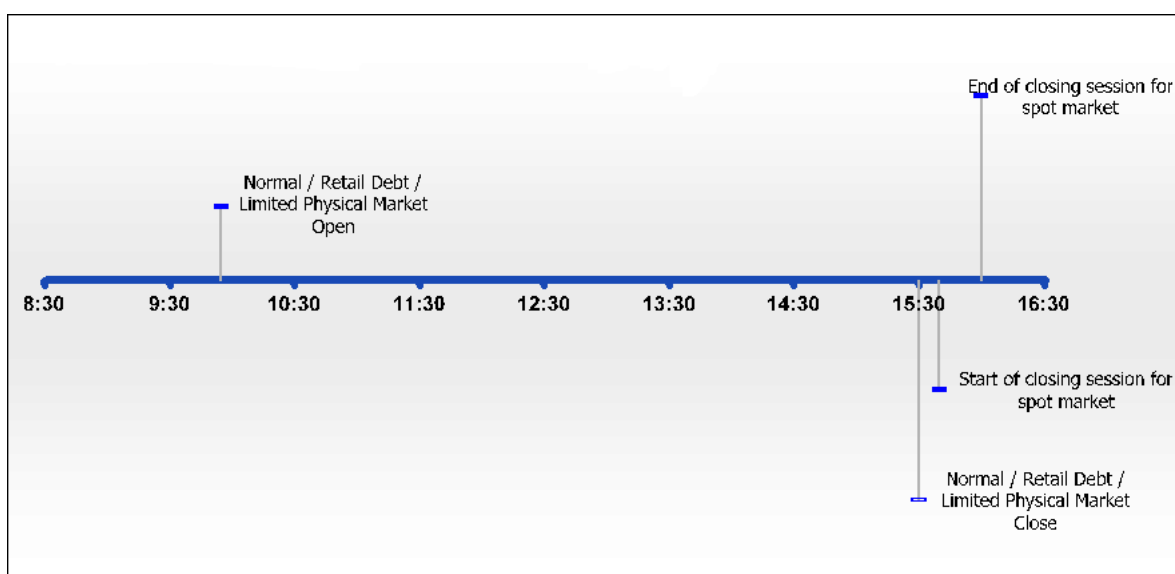 End of closing session for
spot market
Normal / Retail Debt /
Limited Physical Market
Open
8:30 9:30 10:30 11:30 12:30 13:30 14:30 15:30 16:30
Start of closing session for
spot market
Normal / Retail Debt /
Limited Physical Market
Close